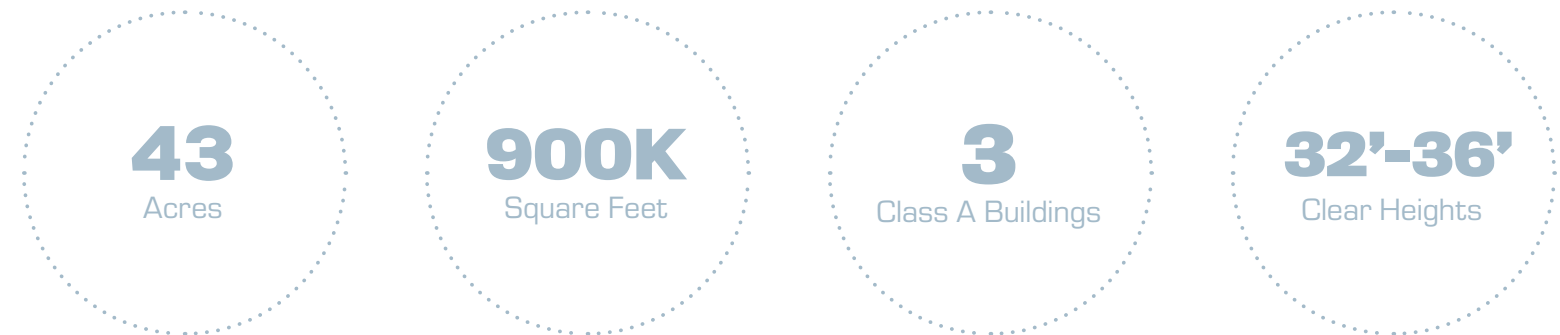 43
Acres
900K
Square Feet
3
Class A Buildings
32’-36’
Clear Heights